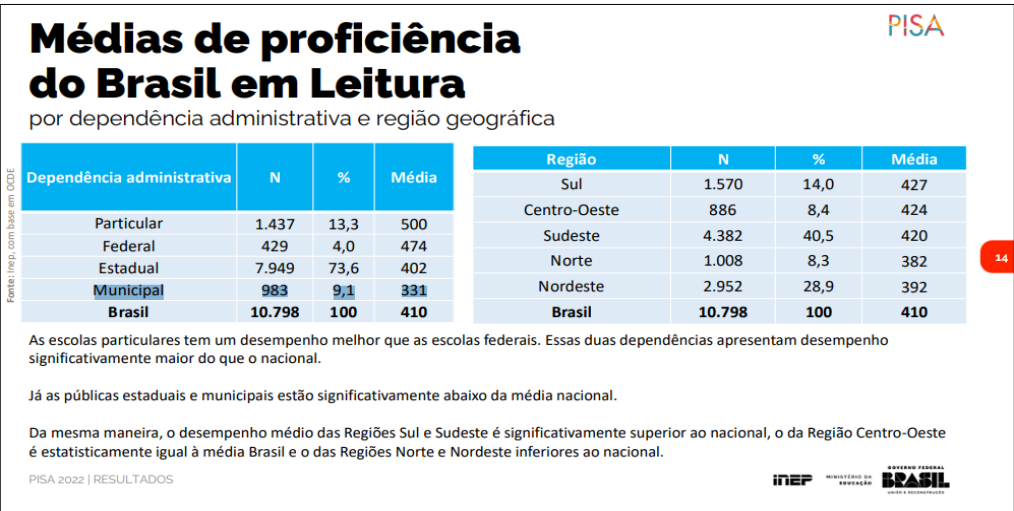 PISA
Médias de proficiência
do Brasil em Leitura
por dependência administrativa e região geográfica
Fonte: Inep, com base em OCDE
Dependência administrativa N % Média
Particular 1.437 13,3 500
Federal 429 4,0 474
Estadual 7.949 73,6 402
Municipal 983 9,1 331
Brasil 10.798 100 410
Região N % Média
Sul 1.570 14,0 427
Centro-Oeste 886 8,4 424
Sudeste 4.382 40,5 420
Norte 1.008 8,3 382
Nordeste 2.952 28,9 392
Brasil 10.798 100 410
14
As escolas particulares tem um desempenho melhor que as escolas federais. Essas duas dependências apresentam desempenho
significativamente maior do que o nacional.
Já as públicas estaduais e municipais estão significativamente abaixo da média nacional.
Da mesma maneira, o desempenho médio das Regiões Sul e Sudeste é significativamente superior ao nacional, o da Região Centro-Oeste
é estatisticamente igual à média Brasil e o das Regiões Norte e Nordeste inferiores ao nacional.
PISA 2022 | RESULTADOS
inep
MINISTÉRIO DA
EDUCAÇÃO
GOVERNO FEDERAL
BRASIL
UNIÃO E RECONSTRUÇÃO